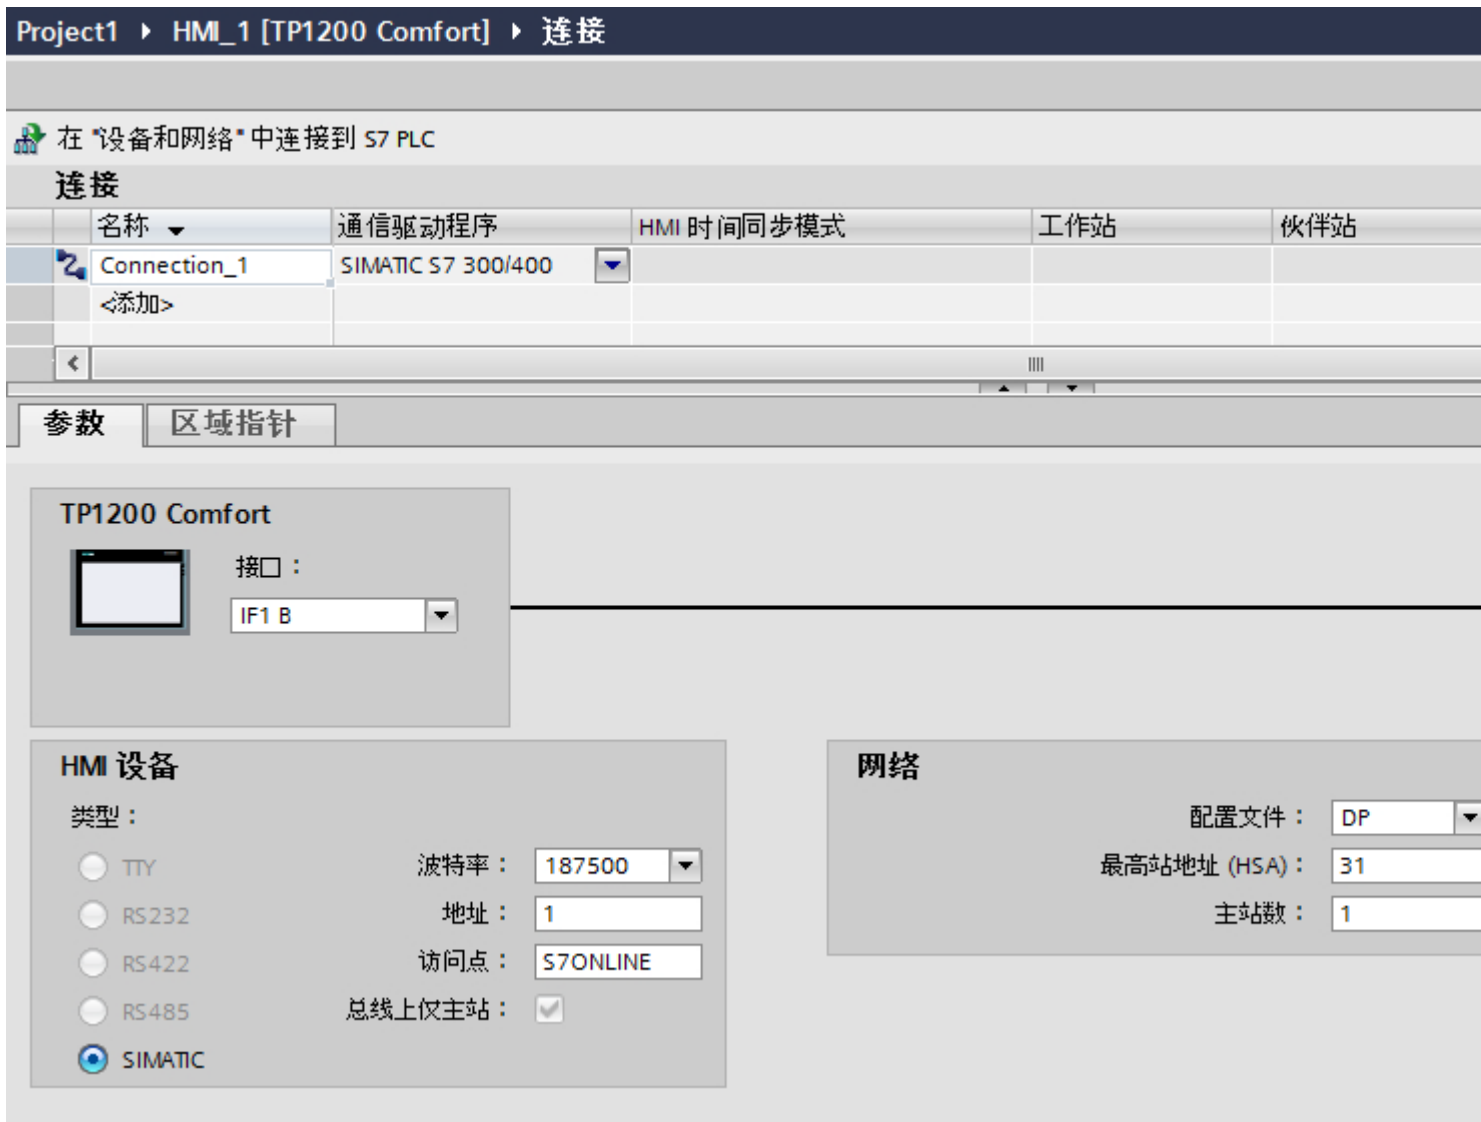 Project1 ▸ HMI_1 [TP1200 Comfort] ▸ 连接
在 "设备和网络" 中连接到 S7 PLC
连接
名称 通信驱动程序 HMI 时间同步模式 工作站 伙伴站
Connection_1 SIMATIC S7 300/400
<添加>
参数 区域指针
TP1200 Comfort
接口：
IF1 B
HMI 设备 网络
类型： 配置文件： DP
TTY 波特率： 187500 最高站地址 (HSA)： 31
RS232 地址： 1 主站数： 1
RS422 访问点： S7ONLINE
RS485 总线上仅主站：
SIMATIC